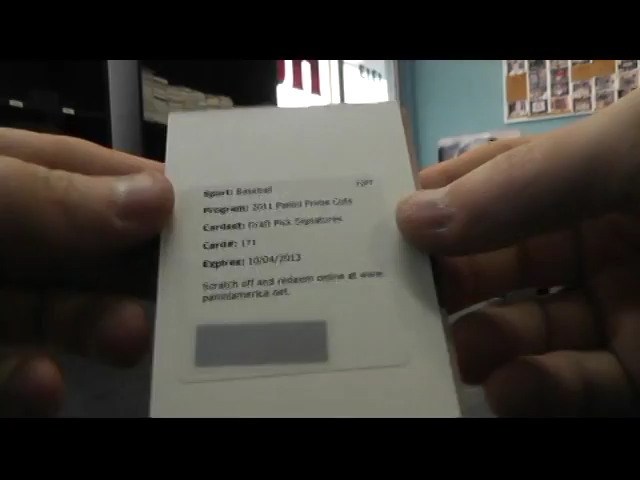 Sport: Baseball
Program: 2011 Panini Prime Cuts
Cardset: Draft Pick Signatures
Card#: 171
Expires: 10/04/2013
Scratch off and redeem online at www.
paniniamerica.net.